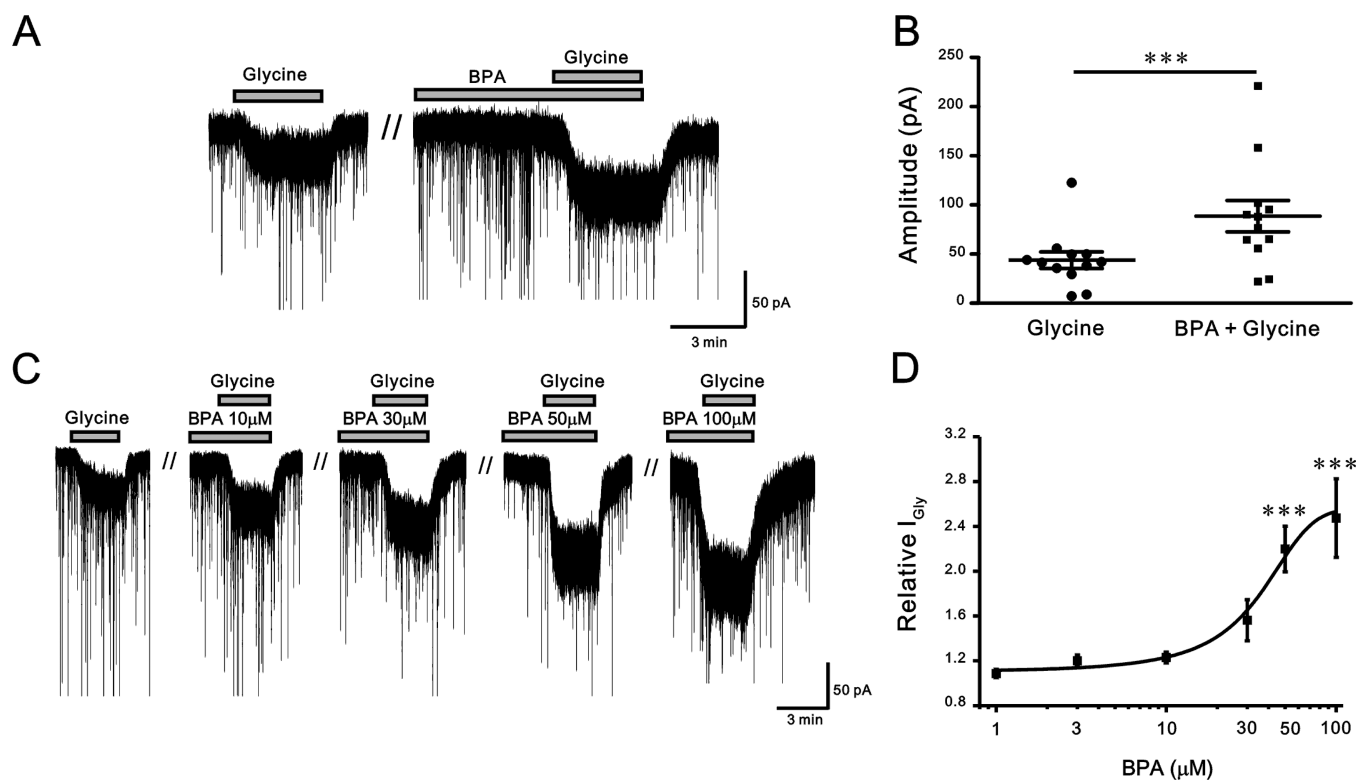 A
Glycine
BPA
Glycine
//
50 pA
3 min
B
***
Amplitude (pA)
250
200
150
100
50
0
Glycine
BPA + Glycine
C
Glycine
Glycine
BPA 10μM
Glycine
BPA 30μM
Glycine
BPA 50μM
Glycine
BPA 100μM
//
//
//
//
50 pA
3 min
D
Relative I_Gly
3.2
2.8
2.4
2.0
1.6
1.2
0.8
***
***
1 3 10 30 50 100
BPA (μM)